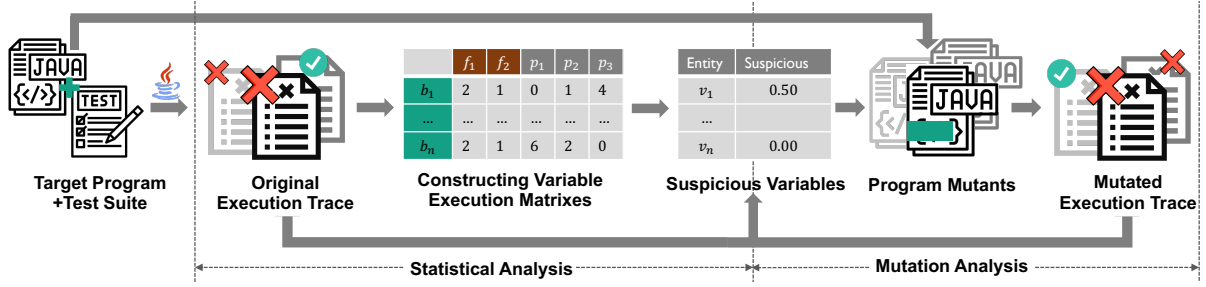 JAVA
{</>}
TEST
Target Program
+Test Suite
Original
Execution Trace
f₁ f₂ p₁ p₂ p₃
b₁ 2 1 0 1 4
... ... ... ... ... ...
bₙ 2 1 6 2 0
Constructing Variable
Execution Matrixes
Entity Suspicious
v₁ 0.50
...
vₙ 0.00
Suspicious Variables
JAVA
JAVA
Program Mutants
Mutated
Execution Trace
Statistical Analysis
Mutation Analysis